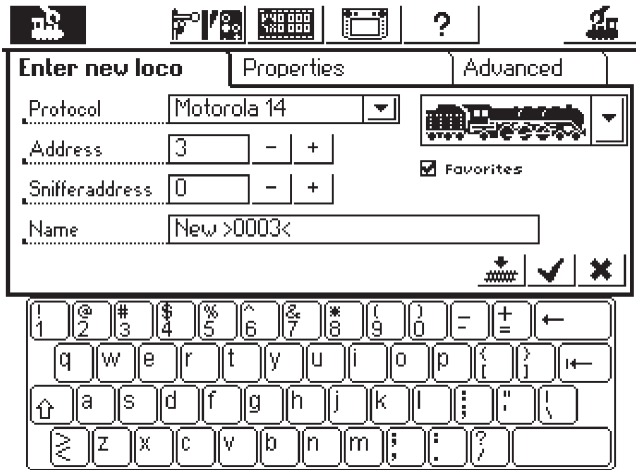 ?
Enter new loco Properties Advanced
Protocol Motorola 14
Address 3 - +
Snifferaddress 0 - +
Favorites
Name New >0003<
! @ # $ % ^ & * ( ) _ + ←
1 2 3 4 5 6 7 8 9 0 - =
q w e r t y u i o p { } 
[ ]
a s d f g h j k l : " |
; ' \
z x c v b n m ; : ?
, . /